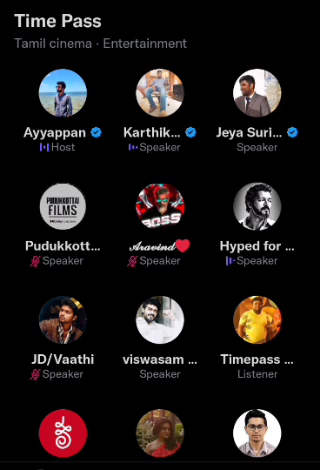 Time Pass
Tamil cinema · Entertainment
Ayyappan
Karthik...
Jeya Suri...
Host
Speaker
Speaker
PUDUKKOTTAI
FILMS
BOSS
Pudukkott...
𝓐𝓻𝓪𝓿𝓲𝓷𝓭❤️
Hyped for ...
Speaker
Speaker
Speaker
JD/Vaathi
viswasam ...
Timepass ...
Speaker
Speaker
Listener